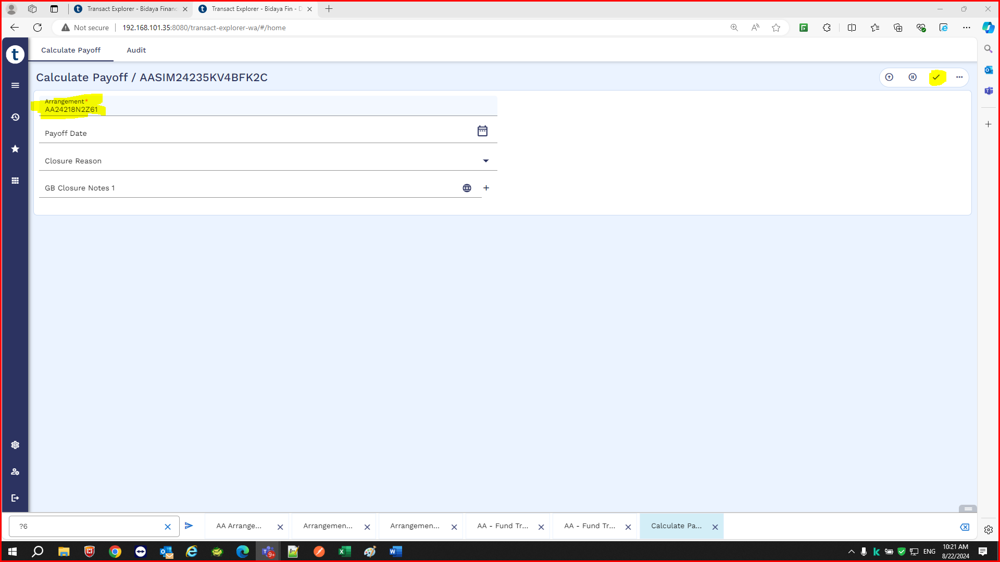 Transact Explorer - Bidaya Financ
Transact Explorer - Bidaya Fin - D
Not secure
192.168.101.35:8080/transact-explorer-wa/#/home
Calculate Payoff
Audit
Calculate Payoff / AASIM24235KV4BFK2C
Arrangement*
AA24218N2Z61
Payoff Date
Closure Reason
GB Closure Notes 1
?6
AA Arrange...
Arrangemen...
Arrangemen...
AA - Fund Tr...
AA - Fund Tr...
Calculate Pa...
9+
ENG
10:21 AM
8/22/2024